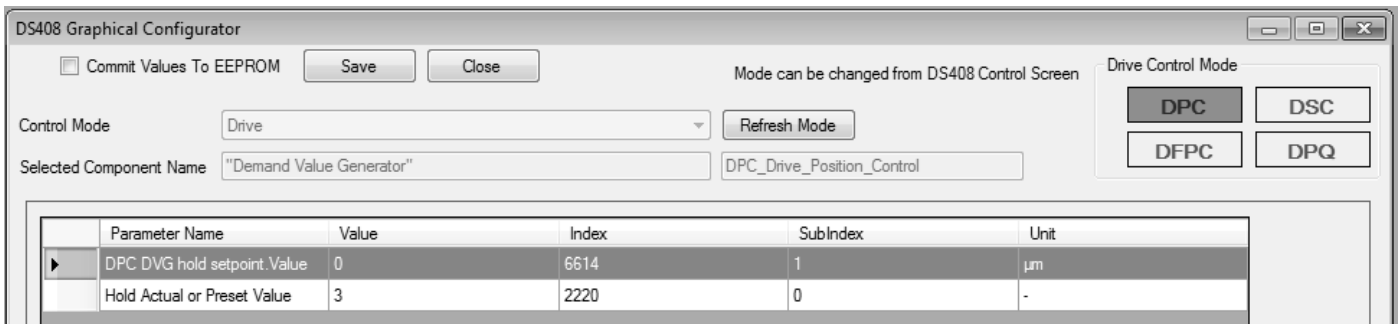 DS408 Graphical Configurator
Commit Values To EEPROM Save Close Mode can be changed from DS408 Control Screen Drive Control Mode
DPC DSC
Control Mode Drive Refresh Mode
DFPC DPQ
Selected Component Name "Demand Value Generator" DPC_Drive_Position_Control
Parameter Name Value Index SubIndex Unit
DPC DVG hold setpoint.Value 0 6614 1 µm
Hold Actual or Preset Value 3 2220 0 -